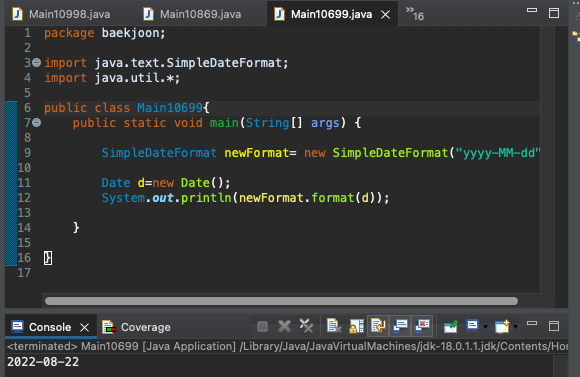 Main10998.java Main10869.java Main10699.java 16
1 package baekjoon;
2
3 import java.text.SimpleDateFormat;
4 import java.util.*;
5
6 public class Main10699{
7 public static void main(String[] args) {
8
9 SimpleDateFormat newFormat= new SimpleDateFormat("yyyy-MM-dd"
10
11 Date d=new Date();
12 System.out.println(newFormat.format(d));
13
14 }
15
16 }
17
Console Coverage
<terminated> Main10699 [Java Application] /Library/Java/JavaVirtualMachines/jdk-18.0.1.1.jdk/Contents/Hor
2022-08-22